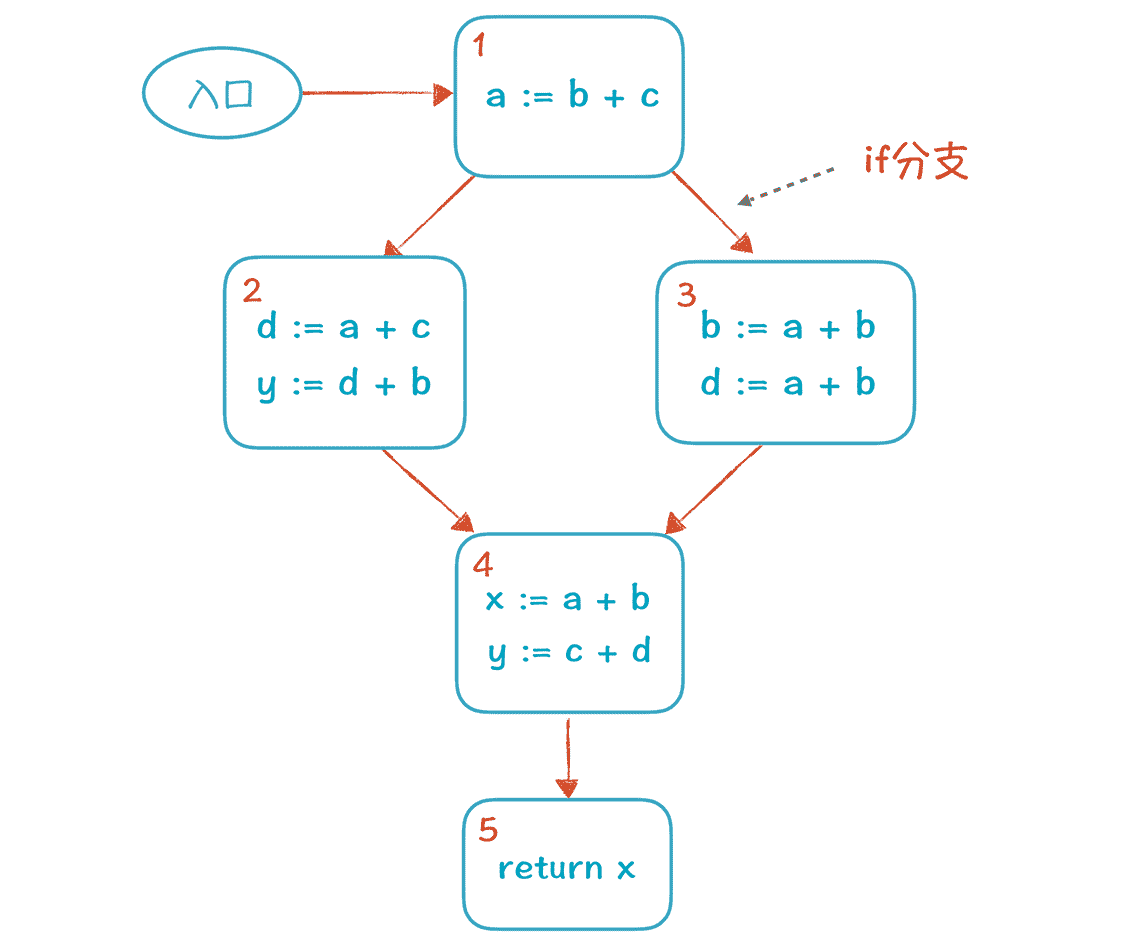 入口
1
a := b + c
if分支
2
d := a + c
y := d + b
3
b := a + b
d := a + b
4
x := a + b
y := c + d
5
return x